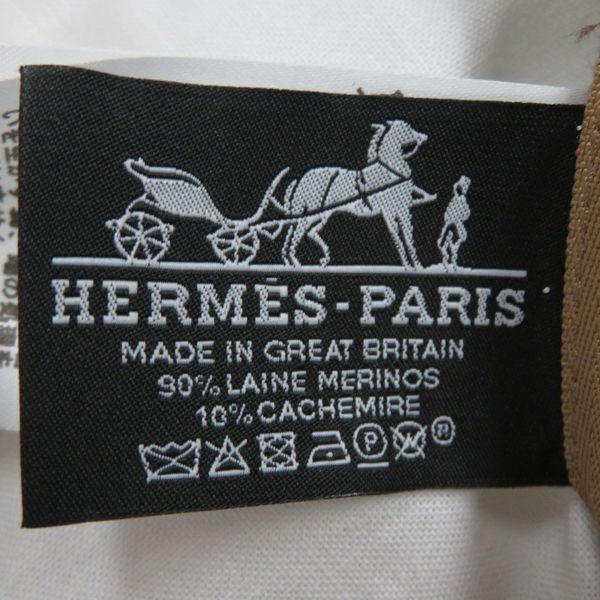 HERMÈS-PARIS
MADE IN GREAT BRITAIN
90% LAINE MERINOS
10% CACHEMIRE
P W